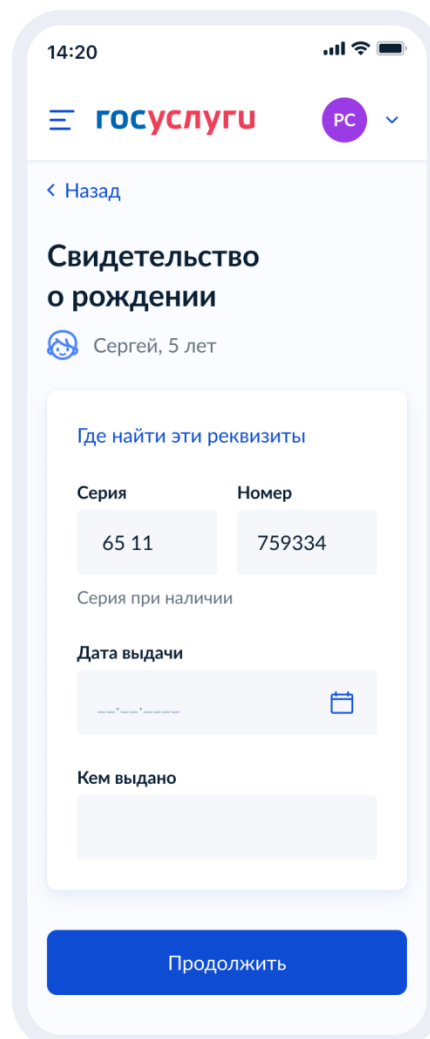 14:20
госуслуги
РС
Назад
Свидетельство
о рождении
Сергей, 5 лет
Где найти эти реквизиты
Серия Номер
65 11 759334
Серия при наличии
Дата выдачи
__.__.____
Кем выдано
Продолжить